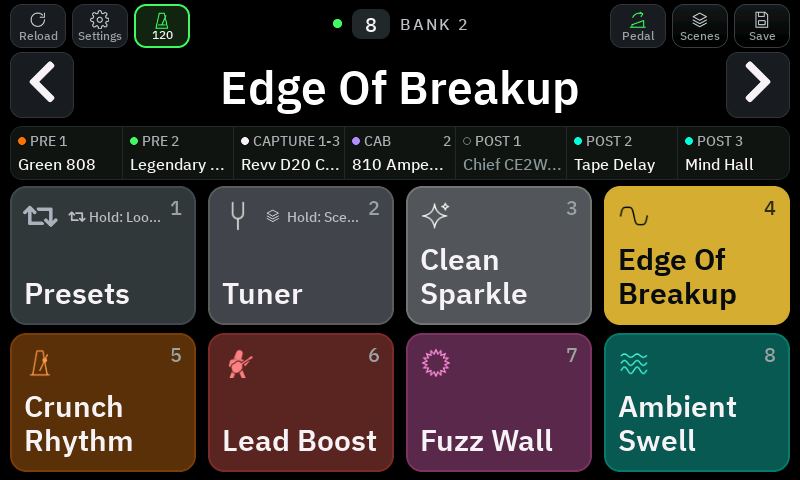 Reload
Settings
120
8 BANK 2
Pedal
Scenes
Save
Edge Of Breakup
PRE 1
Green 808
PRE 2
Legendary ...
CAPTURE 1-3
Revv D20 C...
CAB 2
810 Ampe...
POST 1
Chief CE2W...
POST 2
Tape Delay
POST 3
Mind Hall
Hold: Loo... 1
Presets
Hold: Sce... 2
Tuner
3
Clean
Sparkle
4
Edge Of
Breakup
5
Crunch
Rhythm
6
Lead Boost
7
Fuzz Wall
8
Ambient
Swell